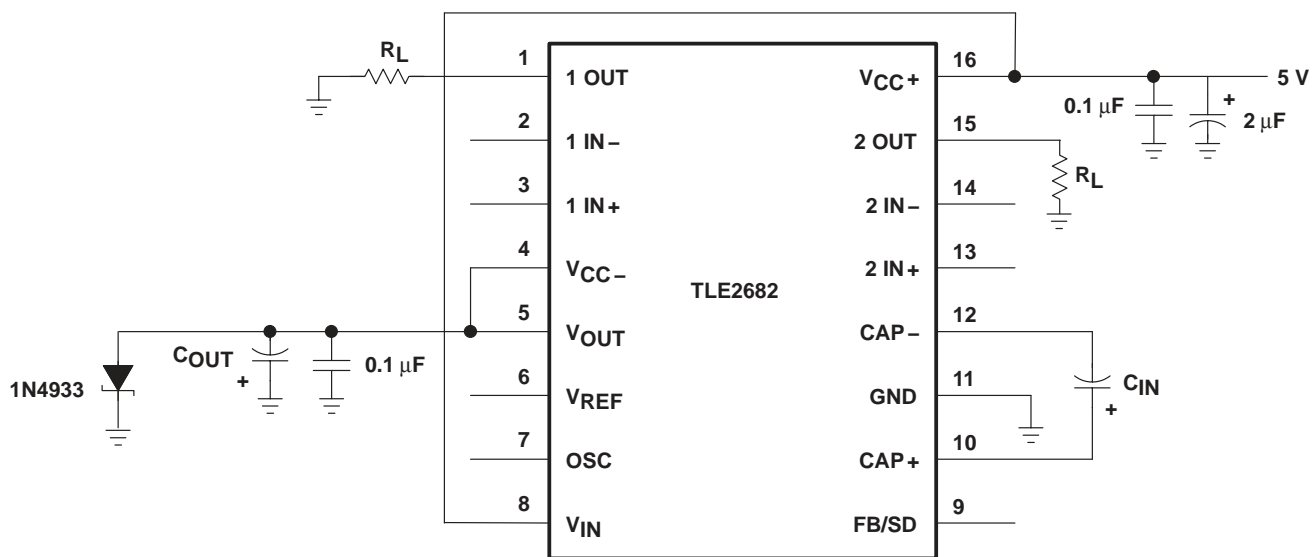 RL
1
1 OUT
2
1 IN−
3
1 IN+
4
VCC−
5
VOUT
6
VREF
7
OSC
8
VIN
TLE2682
16
VCC+
15
2 OUT
14
2 IN−
13
2 IN+
12
CAP−
11
GND
10
CAP+
9
FB/SD
5 V
0.1 μF
+
2 μF
RL
CIN
+
COUT
+
0.1 μF
1N4933